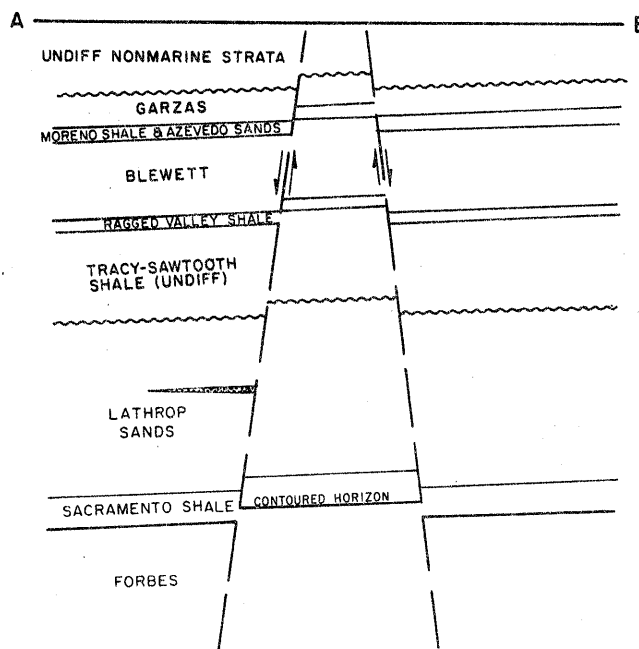 A
B
UNDIFF NONMARINE STRATA
GARZAS
MORENO SHALE & AZEVEDO SANDS
BLEWETT
RAGGED VALLEY SHALE
TRACY-SAWTOOTH
SHALE (UNDIFF)
LATHROP
SANDS
SACRAMENTO SHALE
CONTOURED HORIZON
FORBES